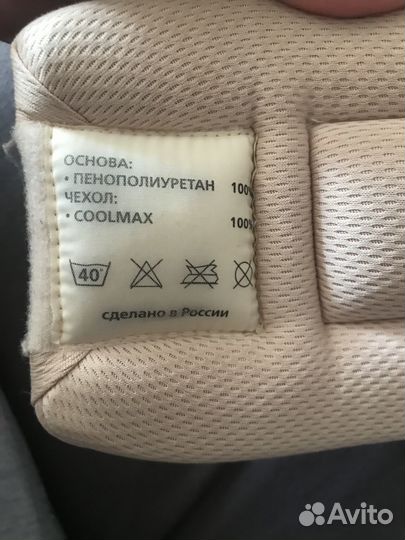 ОСНОВА:
• ПЕНОПОЛИУРЕТАН 100%
ЧЕХОЛ:
• COOLMAX 100%
40°
сделано в России
Avito